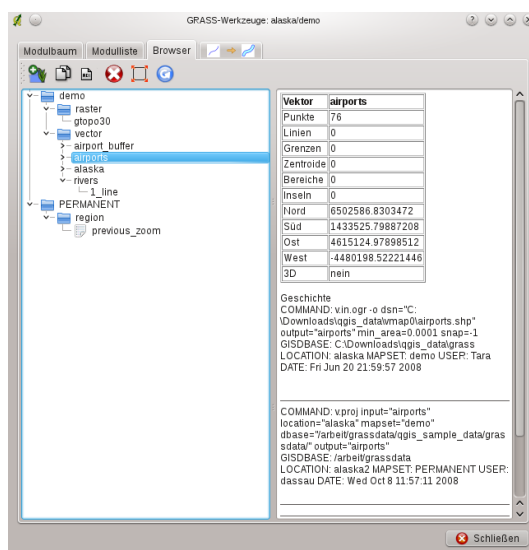 GRASS-Werkzeuge: alaska/demo
Modulbaum Modulliste Browser
demo
raster
gtopo30
vector
airport_buffer
airports
alaska
rivers
1_line
PERMANENT
region
previous_zoom
Vektor airports
Punkte 76
Linien 0
Grenzen 0
Zentroide 0
Bereiche 0
Inseln 0
Nord 6502586.8303472
Süd 1433525.79887208
Ost 4615124.97898512
West -4480198.52221446
3D nein
Geschichte
COMMAND: v.in.ogr -o dsn="C:
\Downloads\qgis_data\vmap0\airports.shp"
output="airports" min_area=0.0001 snap=-1
GISDBASE: C:\Downloads\qgis_data\grass
LOCATION: alaska MAPSET: demo USER: Tara
DATE: Fri Jun 20 21:59:57 2008
COMMAND: v.proj input="airports"
location="alaska" mapset="demo"
dbase="/arbeit/grassdata/qgis_sample_data/gras
sdata/" output="airports"
GISDBASE: /arbeit/grassdata
LOCATION: alaska2 MAPSET: PERMANENT USER:
dassau DATE: Wed Oct 8 11:57:11 2008
Schließen